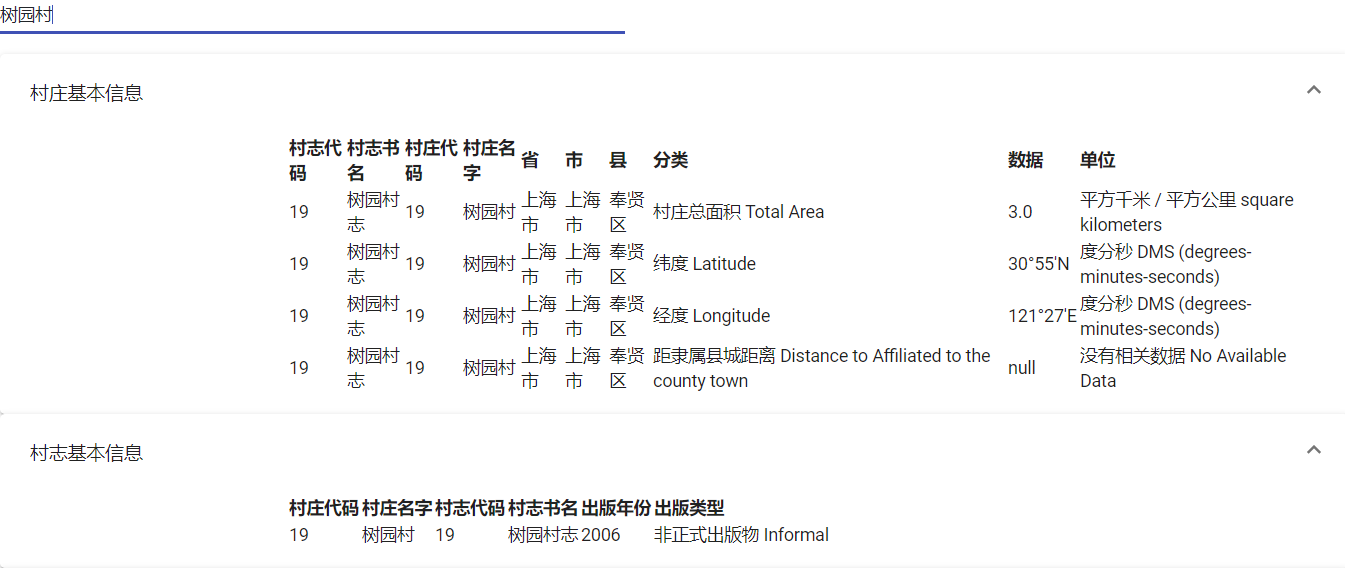 树园村
村庄基本信息
村志代 村志书 村庄代 村庄名 省 市 县 分类 数据 单位
码 名 码 字
19 树园村志 19 树园村 上海市 上海市 奉贤区 村庄总面积 Total Area 3.0 平方千米 / 平方公里 square kilometers
19 树园村志 19 树园村 上海市 上海市 奉贤区 纬度 Latitude 30°55'N 度分秒 DMS (degrees-minutes-seconds)
19 树园村志 19 树园村 上海市 上海市 奉贤区 经度 Longitude 121°27'E 度分秒 DMS (degrees-minutes-seconds)
19 树园村志 19 树园村 上海市 上海市 奉贤区 距隶属县城距离 Distance to Affiliated to the county town null 没有相关数据 No Available Data
村志基本信息
村庄代码 村庄名字 村志代码 村志书名 出版年份 出版类型
19 树园村 19 树园村志 2006 非正式出版物 Informal